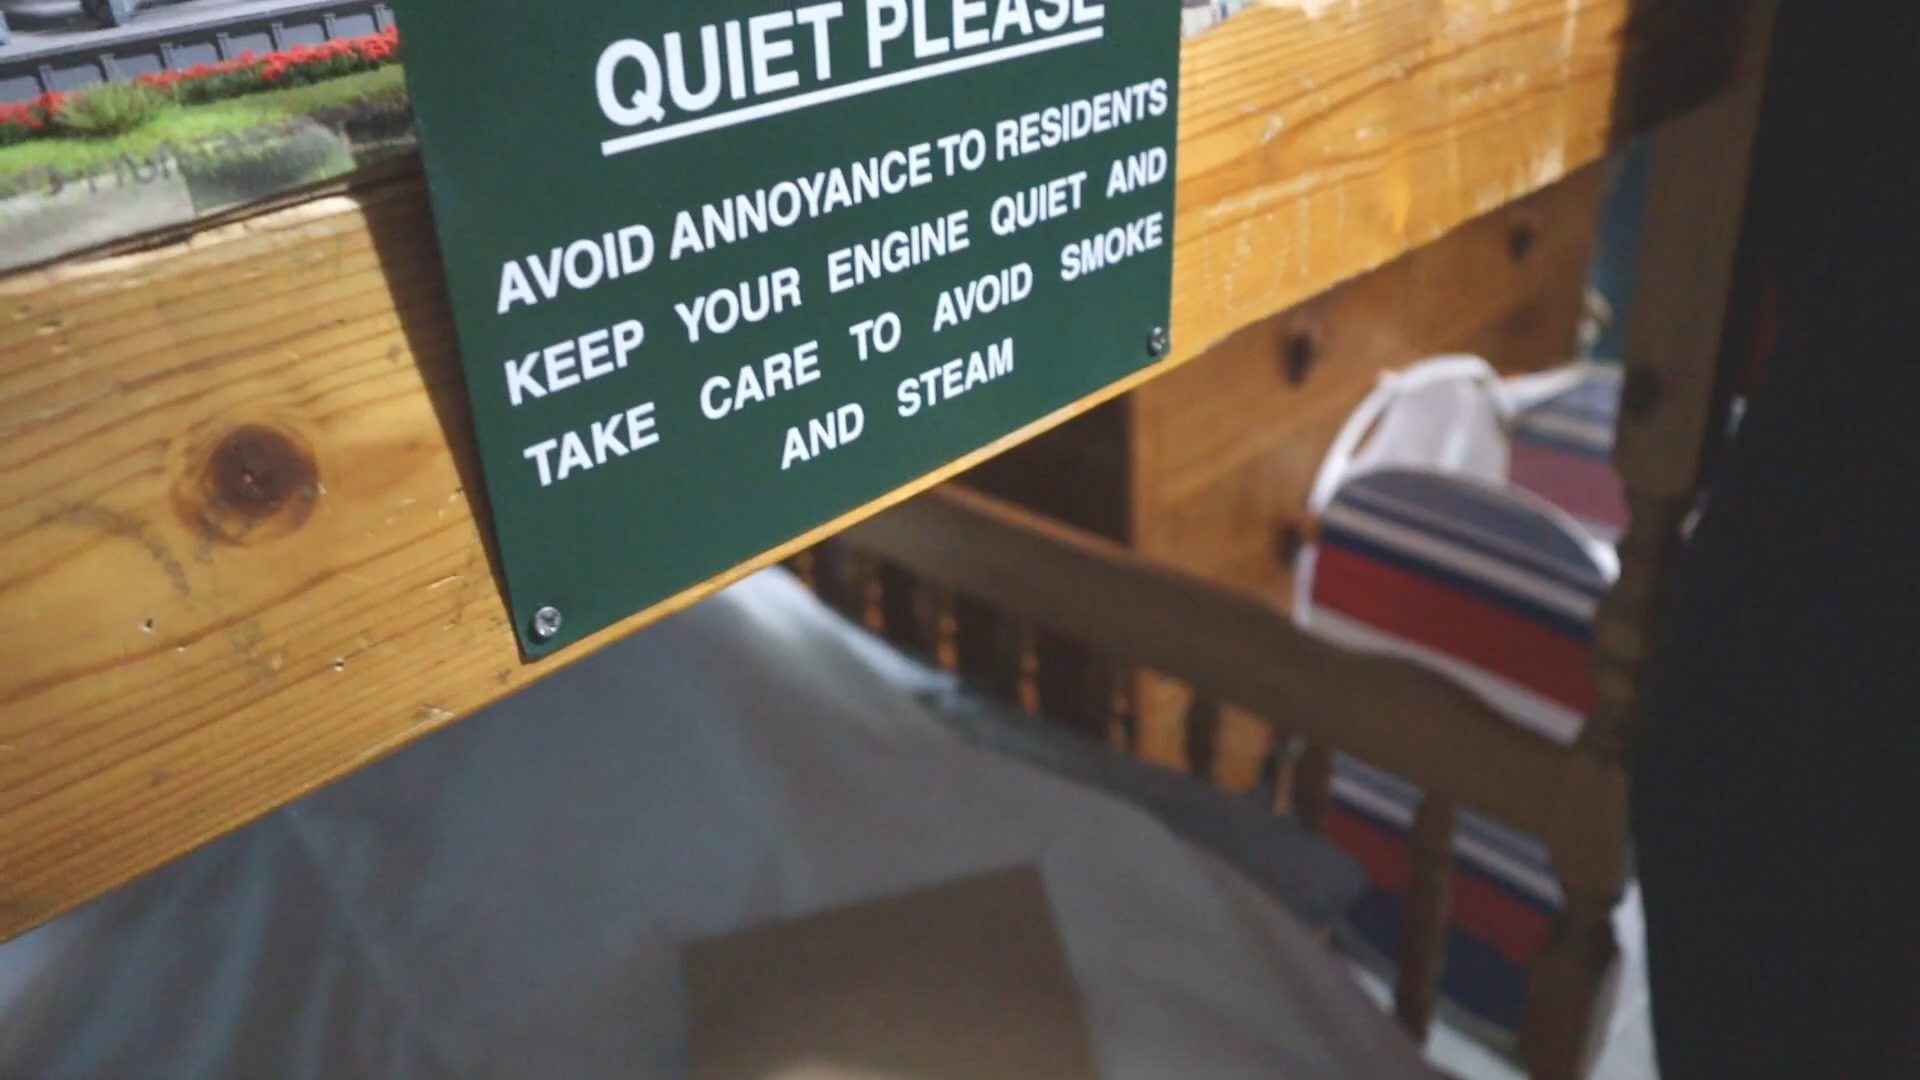 QUIET PLEASE
AVOID ANNOYANCE TO RESIDENTS
KEEP YOUR ENGINE QUIET AND
TAKE CARE TO AVOID SMOKE
AND STEAM